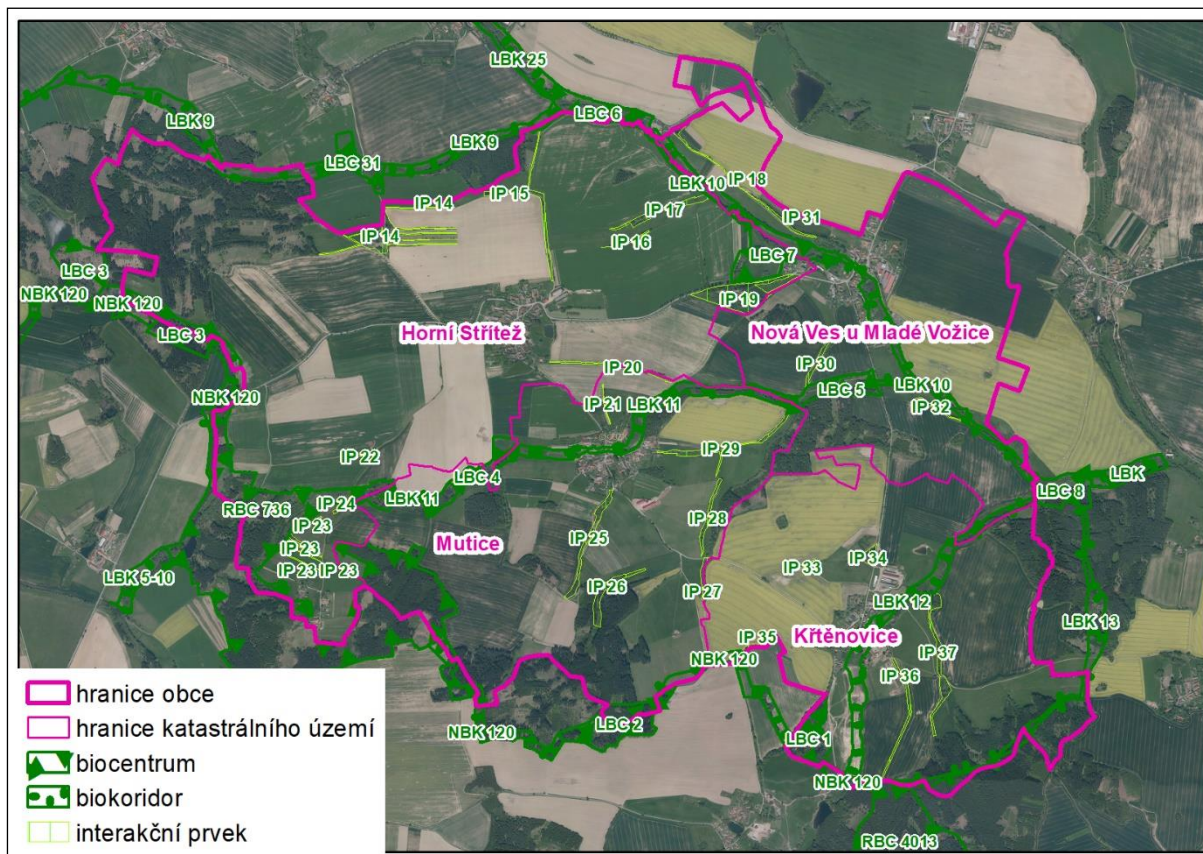 LBK 25
LBC 6
LBK 9
LBK 9
LBC 31
LBK 10
IP 18
IP 15
IP 14
IP 17
IP 31
IP 14
IP 16
LBC 7
LBC 3
NBK 120
NBK 120
IP 19
LBC 3
Horní Střítež
Nová Ves u Mladé Vožice
IP 20
IP 30
NBK 120
LBC 5
LBK 10
IP 21
LBK 11
IP 32
IP 29
IP 22
LBC 4
LBK
LBC 8
RBC 736
IP 24
LBK 11
IP 23
IP 28
Mutice
IP 25
IP 23
IP 34
IP 33
IP 23
IP 23
LBK 5-10
IP 26
IP 27
LBK 12
LBK 13
IP 35
Křtěnovice
NBK 120
IP 37
IP 36
LBC 2
NBK 120
LBC 1
NBK 120
RBC 4013
hranice obce
hranice katastrálního území
biocentrum
biokoridor
interakční prvek